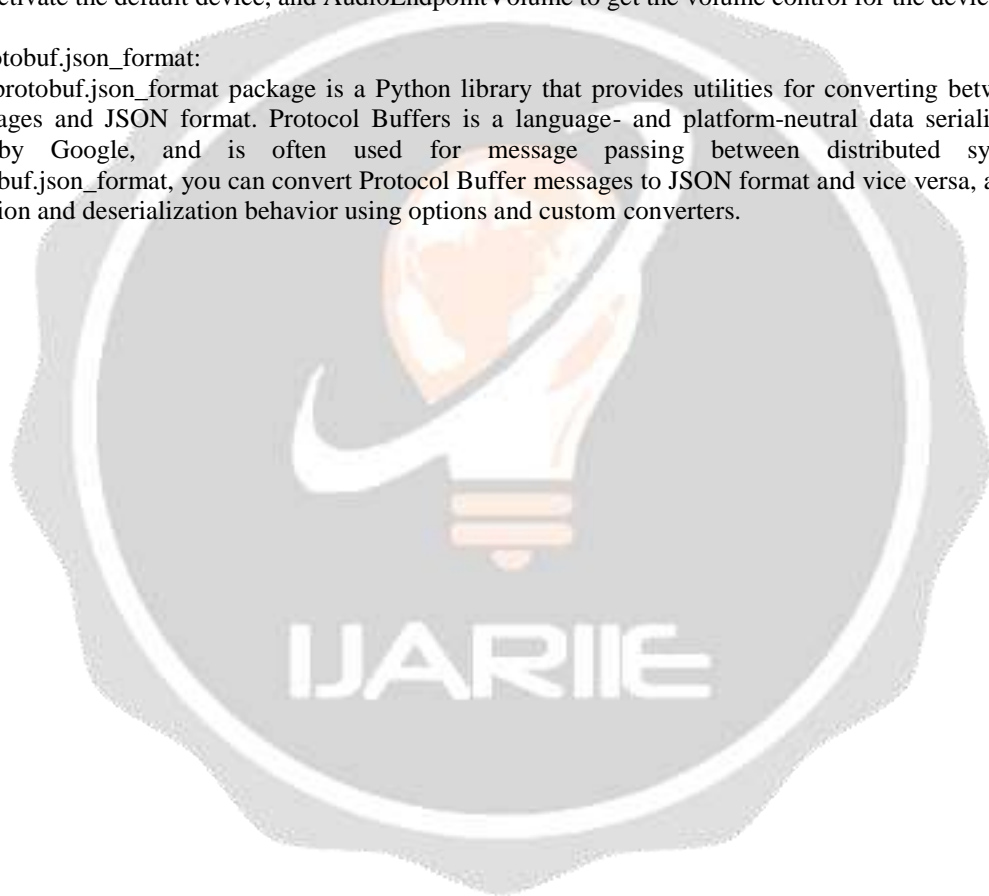 activate the default device, and AudioEndpointVolume to get the volume control for the devic
otobuf.json_format:
protobuf.json_format package is a Python library that provides utilities for converting betw
ages and JSON format. Protocol Buffers is a language- and platform-neutral data seriali
by Google, and is often used for message passing between distributed sy
buf.json_format, you can convert Protocol Buffer messages to JSON format and vice versa, a
ion and deserialization behavior using options and custom converters.
IJARIIE